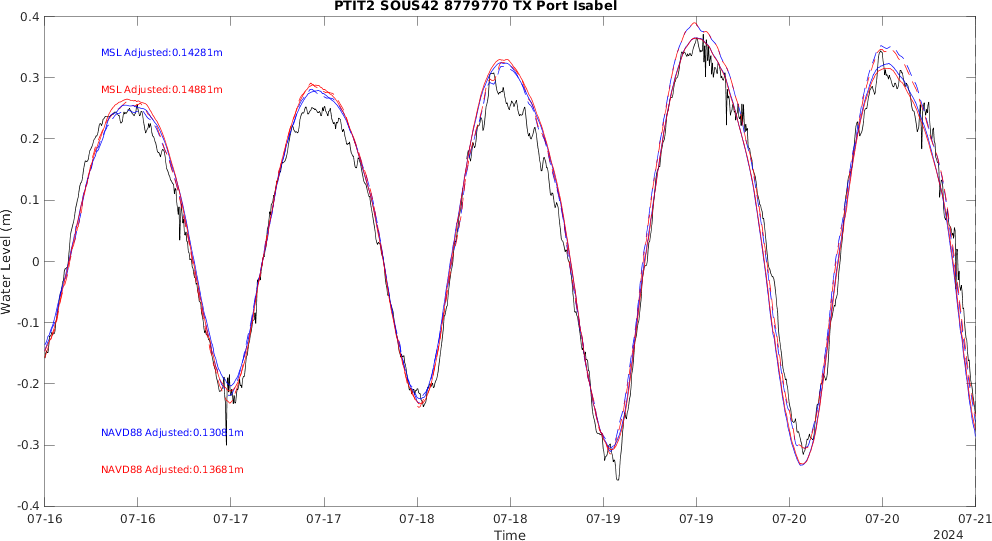 PTIT2 SOUS42 8779770 TX Port Isabel
0.4
MSL Adjusted:0.14281m
0.3
MSL Adjusted:0.14881m
0.2
0.1
Water Level (m)
0
-0.1
-0.2
NAVD88 Adjusted:0.13081m
-0.3
NAVD88 Adjusted:0.13681m
-0.4
07-16 07-16 07-17 07-17 07-18 07-18 07-19 07-19 07-20 07-20 07-21
Time
2024